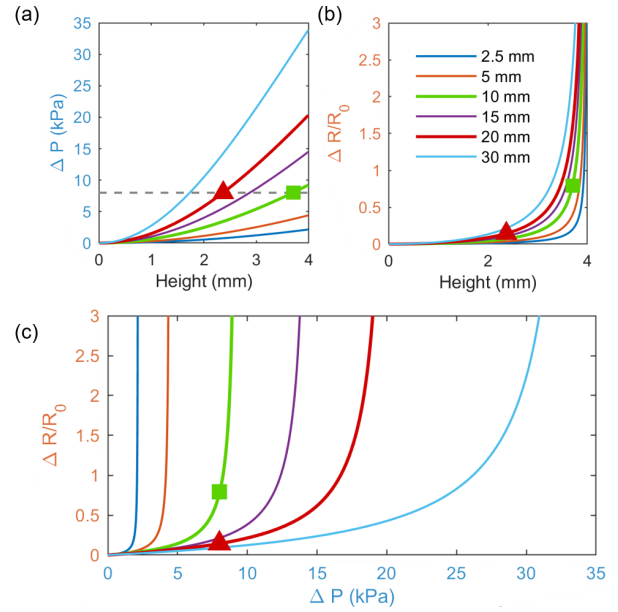 (a)
35
30
25
20
15
10
5
0
Δ P (kPa)
0 1 2 3 4
Height (mm)
(b)
3
2.5
2
1.5
1
0.5
0
Δ R/R0
2.5 mm
5 mm
10 mm
15 mm
20 mm
30 mm
0 2 4
Height (mm)
(c)
3
2.5
2
1.5
1
0.5
0
Δ R/R0
0 5 10 15 20 25 30 35
Δ P (kPa)